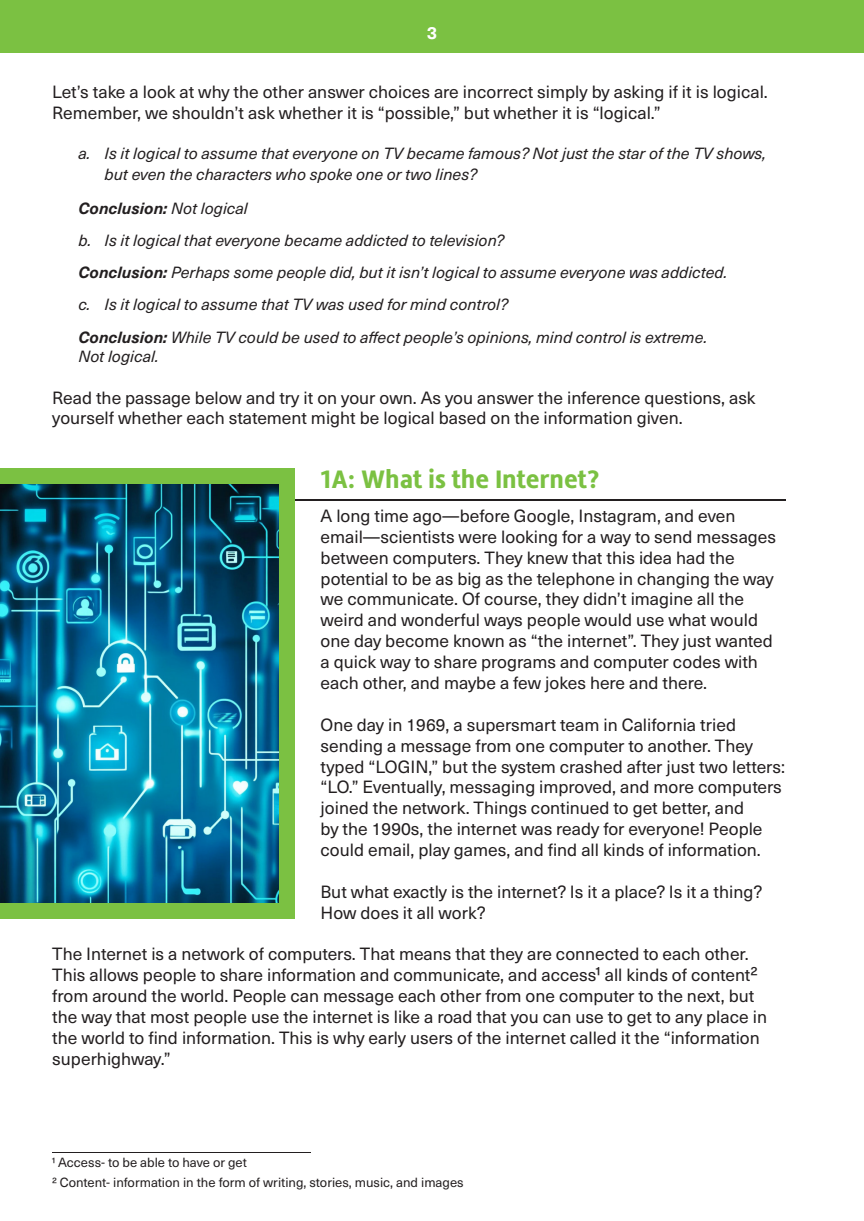 3
Let’s take a look at why the other answer choices are incorrect simply by asking if it is logical.
Remember, we shouldn’t ask whether it is “possible,” but whether it is “logical.”
a. Is it logical to assume that everyone on TV became famous? Not just the star of the TV shows,
but even the characters who spoke one or two lines?
Conclusion: Not logical
b. Is it logical that everyone became addicted to television?
Conclusion: Perhaps some people did, but it isn’t logical to assume everyone was addicted.
c. Is it logical to assume that TV was used for mind control?
Conclusion: While TV could be used to affect people’s opinions, mind control is extreme.
Not logical.
Read the passage below and try it on your own. As you answer the inference questions, ask
yourself whether each statement might be logical based on the information given.
1A: What is the Internet?
A long time ago—before Google, Instagram, and even
email—scientists were looking for a way to send messages
between computers. They knew that this idea had the
potential to be as big as the telephone in changing the way
we communicate. Of course, they didn’t imagine all the
weird and wonderful ways people would use what would
one day become known as “the internet”. They just wanted
a quick way to share programs and computer codes with
each other, and maybe a few jokes here and there.
One day in 1969, a supersmart team in California tried
sending a message from one computer to another. They
typed “LOGIN,” but the system crashed after just two letters:
“LO.” Eventually, messaging improved, and more computers
joined the network. Things continued to get better, and
by the 1990s, the internet was ready for everyone! People
could email, play games, and find all kinds of information.
But what exactly is the internet? Is it a place? Is it a thing?
How does it all work?
The Internet is a network of computers. That means that they are connected to each other.
This allows people to share information and communicate, and access¹ all kinds of content²
from around the world. People can message each other from one computer to the next, but
the way that most people use the internet is like a road that you can use to get to any place in
the world to find information. This is why early users of the internet called it the “information
superhighway.”
¹ Access- to be able to have or get
² Content- information in the form of writing, stories, music, and images